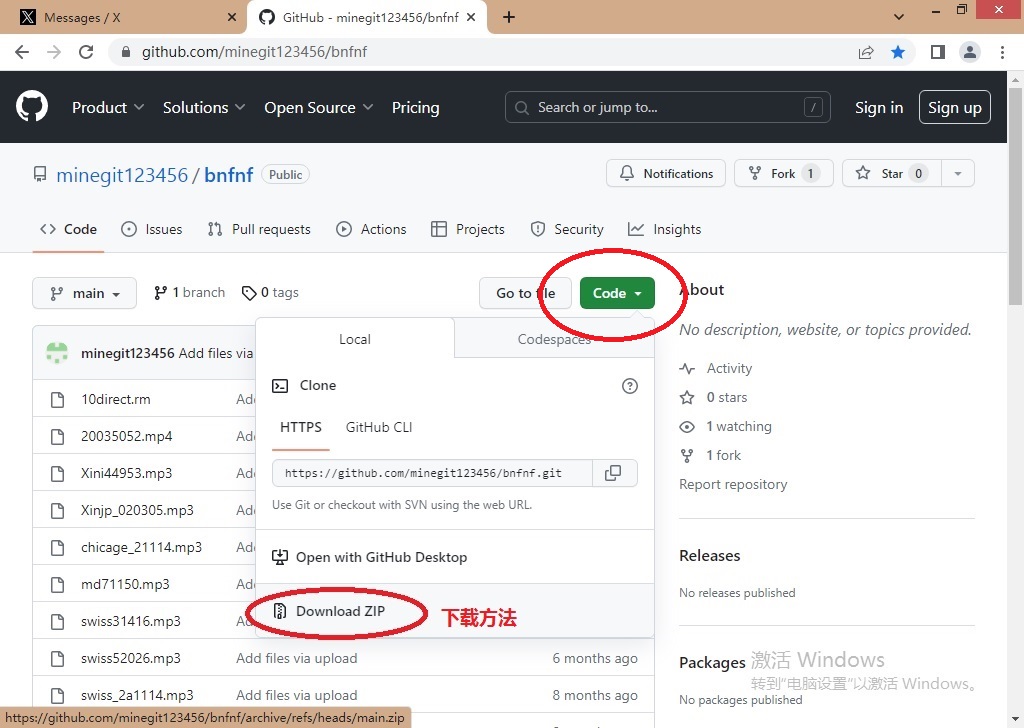 Messages / X
GitHub - minegit123456/bnfnf
github.com/minegit123456/bnfnf
Product Solutions Open Source Pricing Search or jump to... / Sign in Sign up
minegit123456 / bnfnf Public Notifications Fork 1 Star 0
Code Issues Pull requests Actions Projects Security Insights
main 1 branch 0 tags Go to file Code
About
No description, website, or topics provided.
Activity
0 stars
1 watching
1 fork
Report repository
Releases
No releases published
Packages
No packages published
Local Codespaces
Clone
HTTPS GitHub CLI
https://github.com/minegit123456/bnfnf.git
Use Git or checkout with SVN using the web URL.
Open with GitHub Desktop
Download ZIP 下载方法
minegit123456 Add files via
10direct.rm
20035052.mp4
Xini44953.mp3
Xinjp_020305.mp3
chicage_21114.mp3
md71150.mp3
swiss31416.mp3
swiss52026.mp3 Add files via upload 6 months ago
swiss_2a1114.mp3 Add files via upload 8 months ago
激活 Windows
转到"电脑设置"以激活 Windows。
https://github.com/minegit123456/bnfnf/archive/refs/heads/main.zip